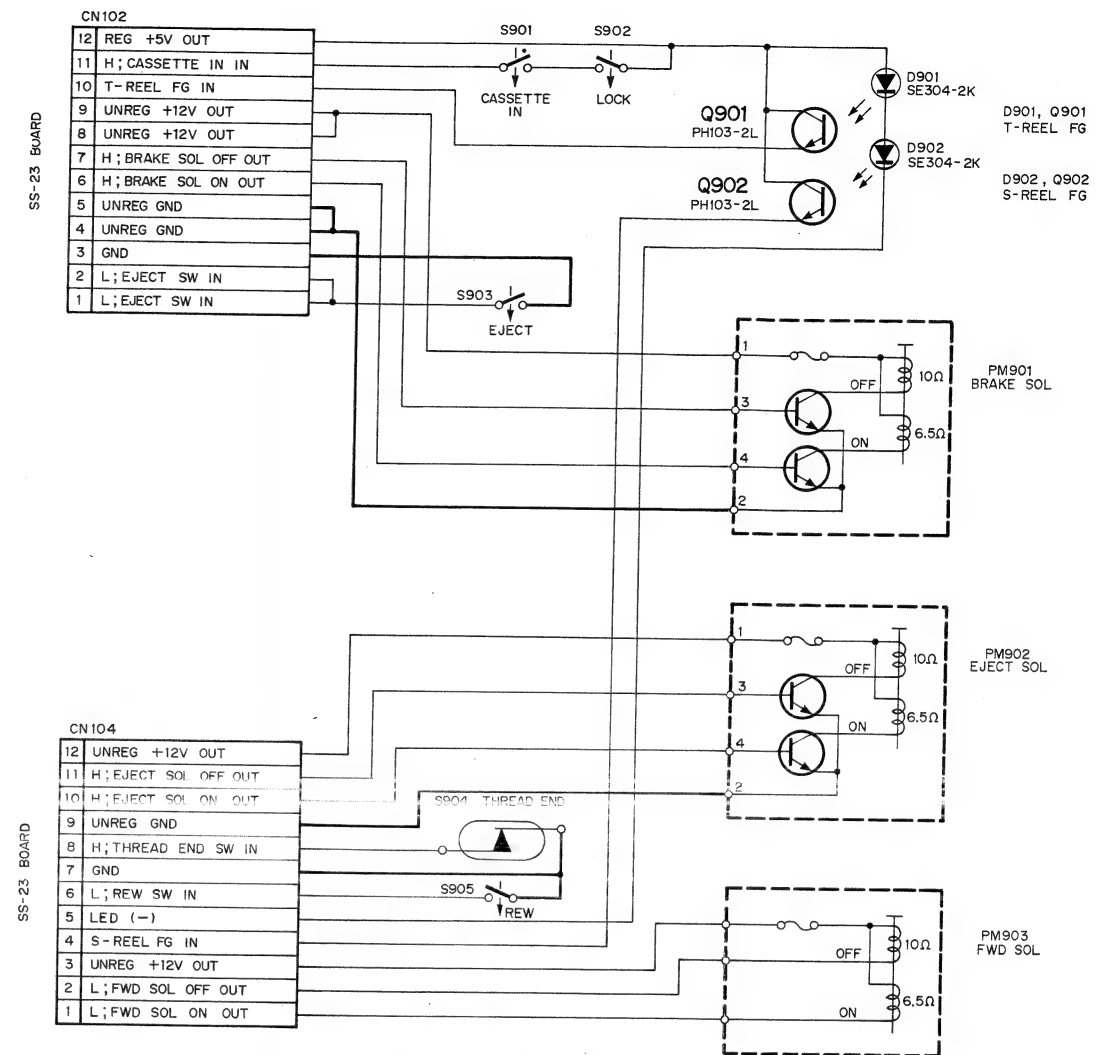 CN102
12 REG +5V OUT
11 H;CASSETTE IN IN
10 T-REEL FG IN
9 UNREG +12V OUT
8 UNREG +12V OUT
7 H;BRAKE SOL OFF OUT
6 H;BRAKE SOL ON OUT
5 UNREG GND
4 UNREG GND
3 GND
2 L;EJECT SW IN
1 L;EJECT SW IN
SS-23 BOARD
S901
CASSETTE
IN
S902
LOCK
S903
EJECT
Q901
PH103-2L
Q902
PH103-2L
D901
SE304-2K
D902
SE304-2K
D901, Q901
T-REEL FG
D902, Q902
S-REEL FG
1
3
4
2
OFF
10Ω
ON
6.5Ω
PM901
BRAKE SOL
1
3
4
2
OFF
10Ω
ON
6.5Ω
PM902
EJECT SOL
CN104
12 UNREG +12V OUT
11 H;EJECT SOL OFF OUT
10 H;EJECT SOL ON OUT
9 UNREG GND
8 H;THREAD END SW IN
7 GND
6 L;REW SW IN
5 LED (-)
4 S-REEL FG IN
3 UNREG +12V OUT
2 L;FWD SOL OFF OUT
1 L;FWD SOL ON OUT
SS-23 BOARD
S904 THREAD END
S905
REW
OFF
10Ω
ON
6.5Ω
PM903
FWD SOL